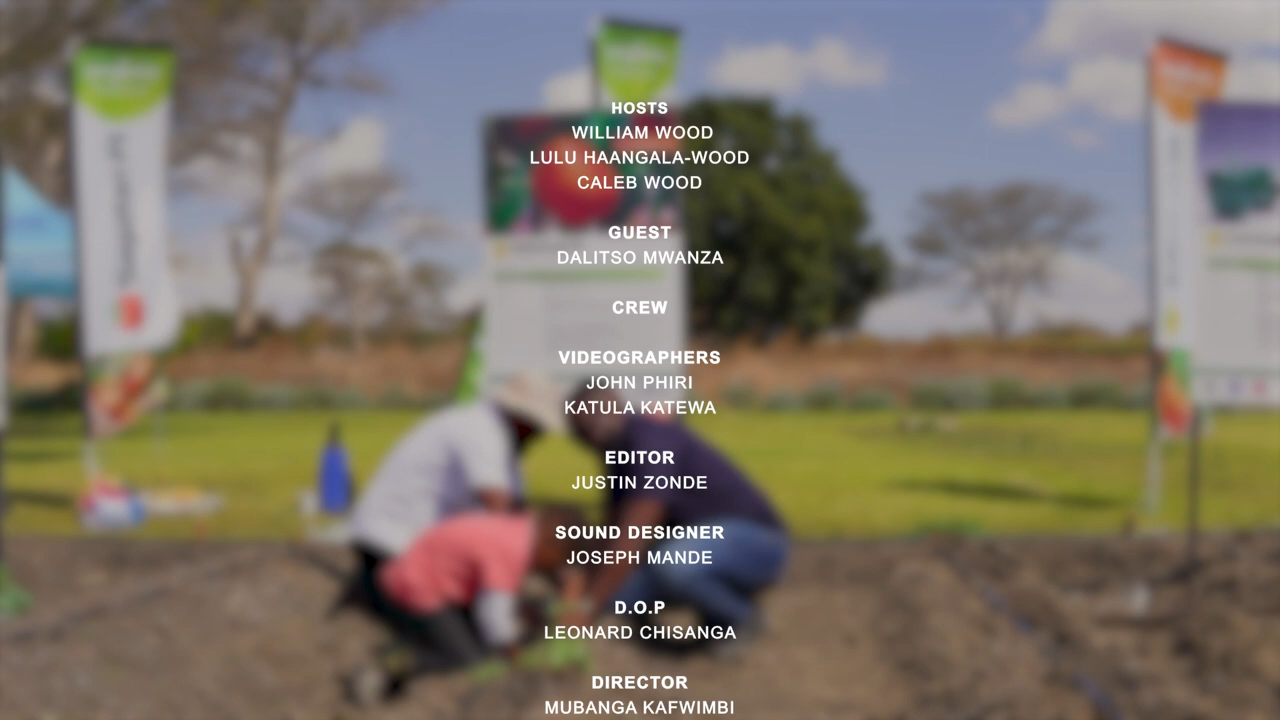 HOSTS
WILLIAM WOOD
LULU HAANGALA-WOOD
CALEB WOOD
GUEST
DALITSO MWANZA
CREW
VIDEOGRAPHERS
JOHN PHIRI
KATULA KATEWA
EDITOR
JUSTIN ZONDE
SOUND DESIGNER
JOSEPH MANDE
D.O.P
LEONARD CHISANGA
DIRECTOR
MUBANGA KAFWIMBI